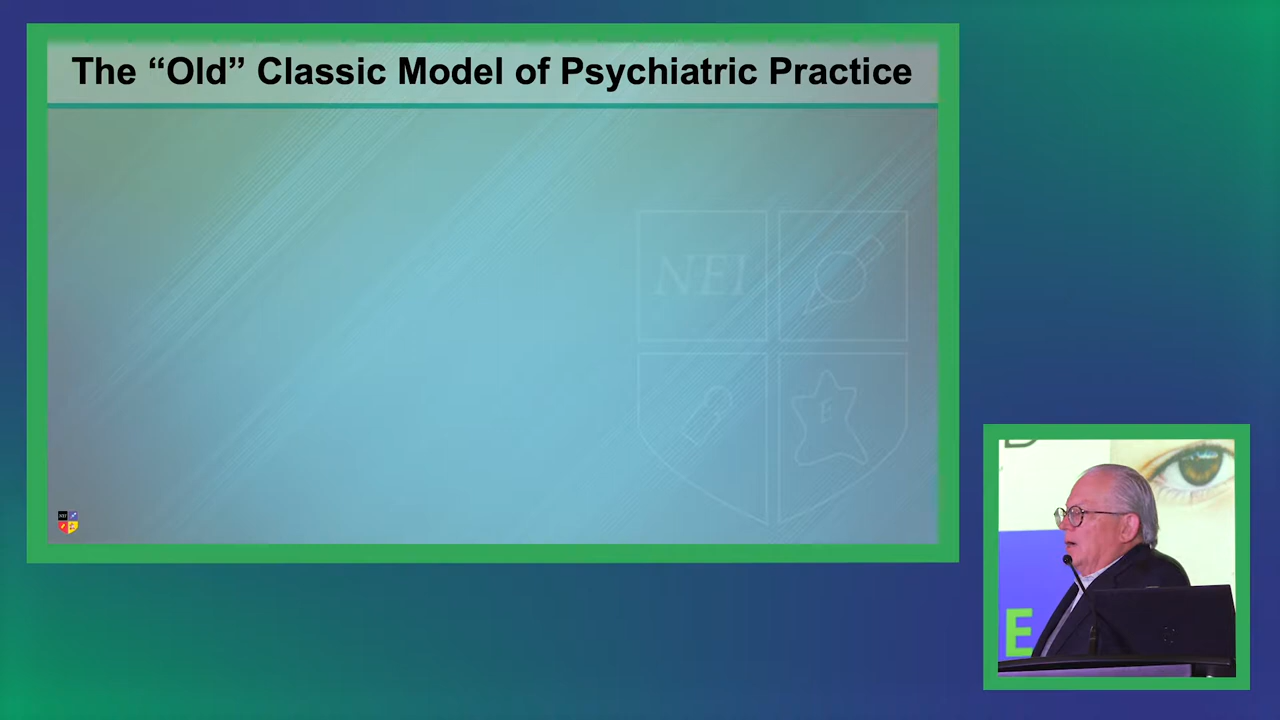 The “Old” Classic Model of Psychiatric Practice
NEI
E